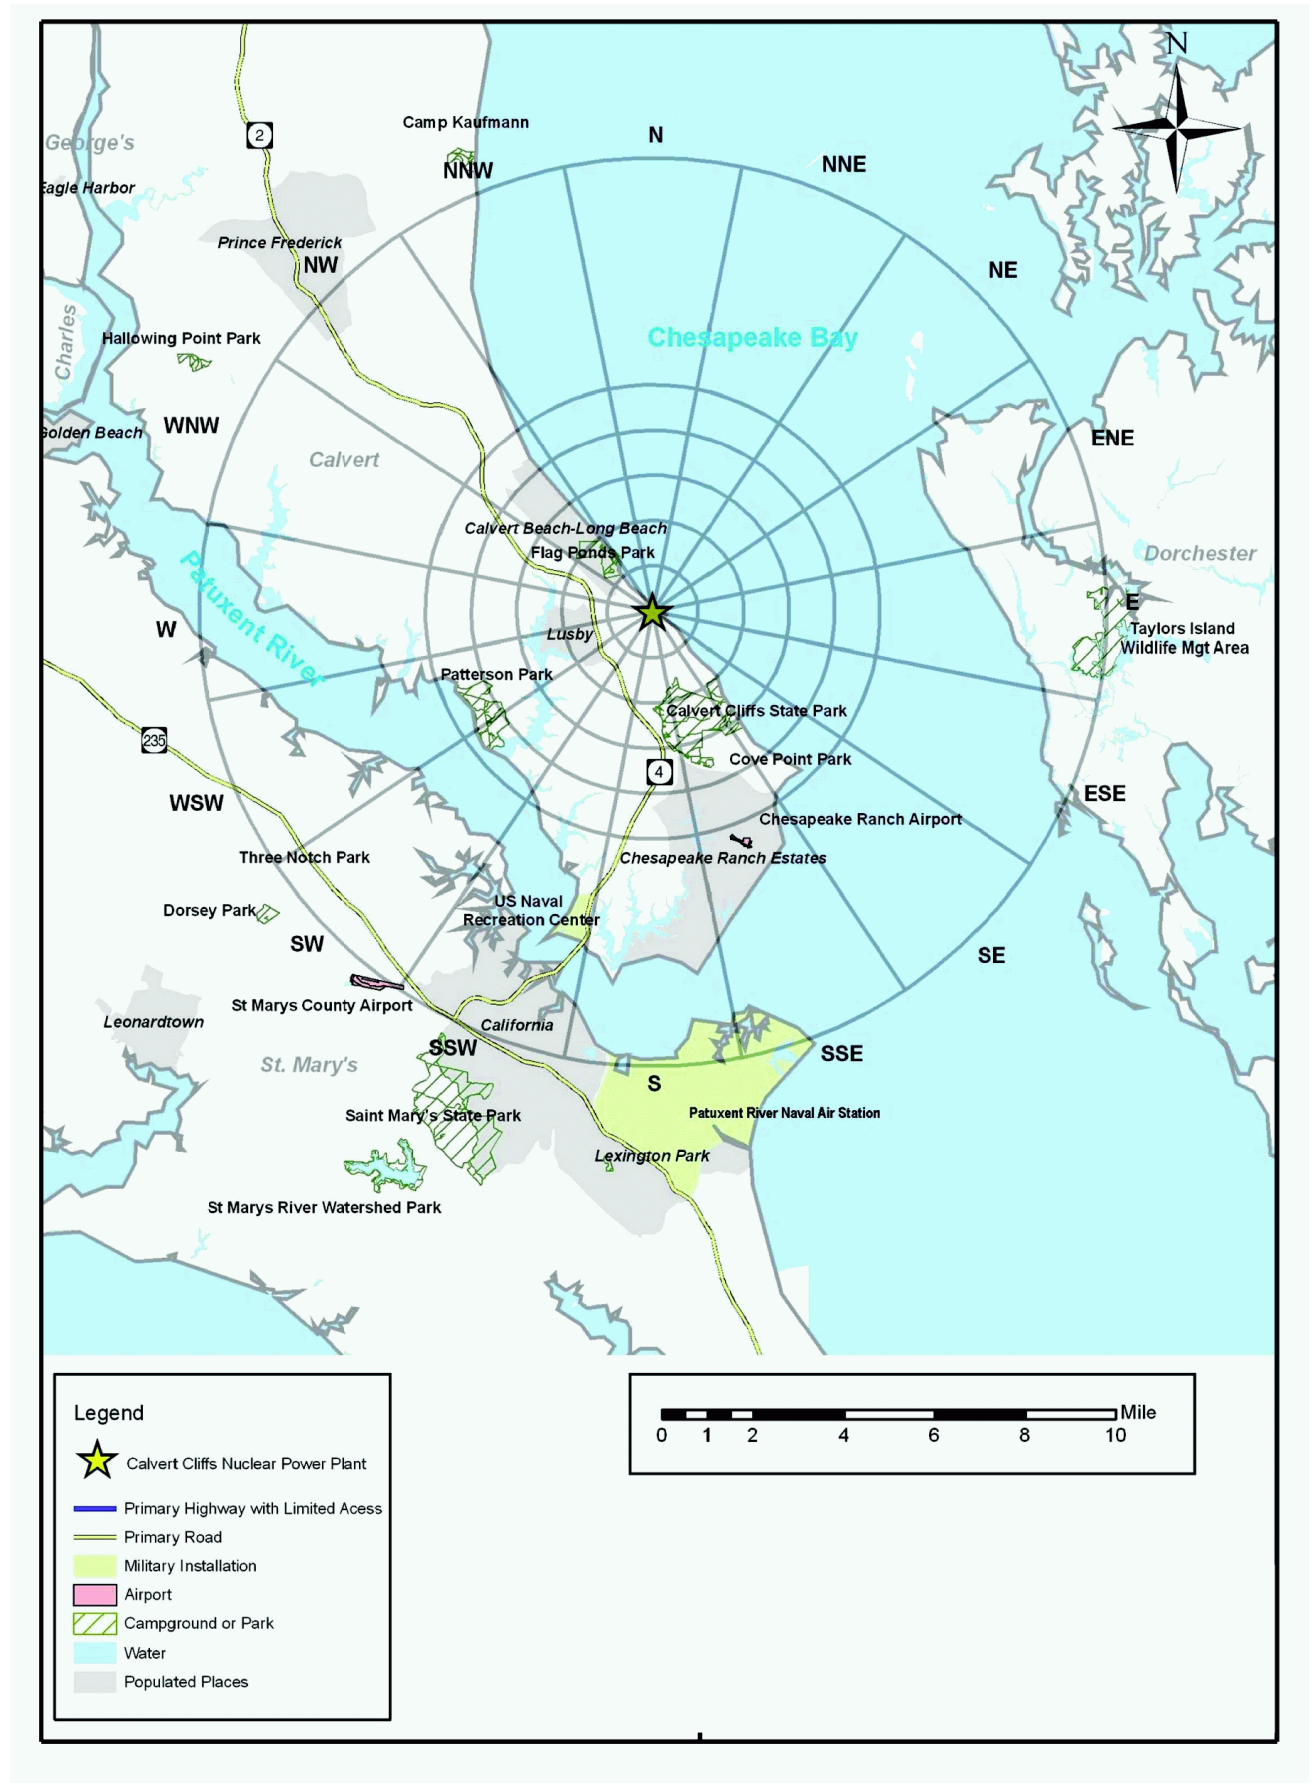 N
Camp Kaufmann
2
N
NNW
NNE
George's
Eagle Harbor
Prince Frederick
NW
NE
Charles
Hallowing Point Park
Chesapeake Bay
WNW
Golden Beach
ENE
Calvert
Calvert Beach-Long Beach
Flag Ponds Park
Dorchester
Patuxent River
E
W
Lusby
Taylors Island
Wildlife Mgt Area
Patterson Park
Calvert Cliffs State Park
235
Cove Point Park
4
ESE
WSW
Chesapeake Ranch Airport
Three Notch Park
Chesapeake Ranch Estates
US Naval
Recreation Center
Dorsey Park
SW
SE
St Marys County Airport
Leonardtown
California
SSW
SSE
St. Mary's
S
Saint Mary's State Park
Patuxent River Naval Air Station
Lexington Park
St Marys River Watershed Park
Legend
Calvert Cliffs Nuclear Power Plant
Primary Highway with Limited Acess
Primary Road
Military Installation
Airport
Campground or Park
Water
Populated Places
Mile
0 1 2 4 6 8 10